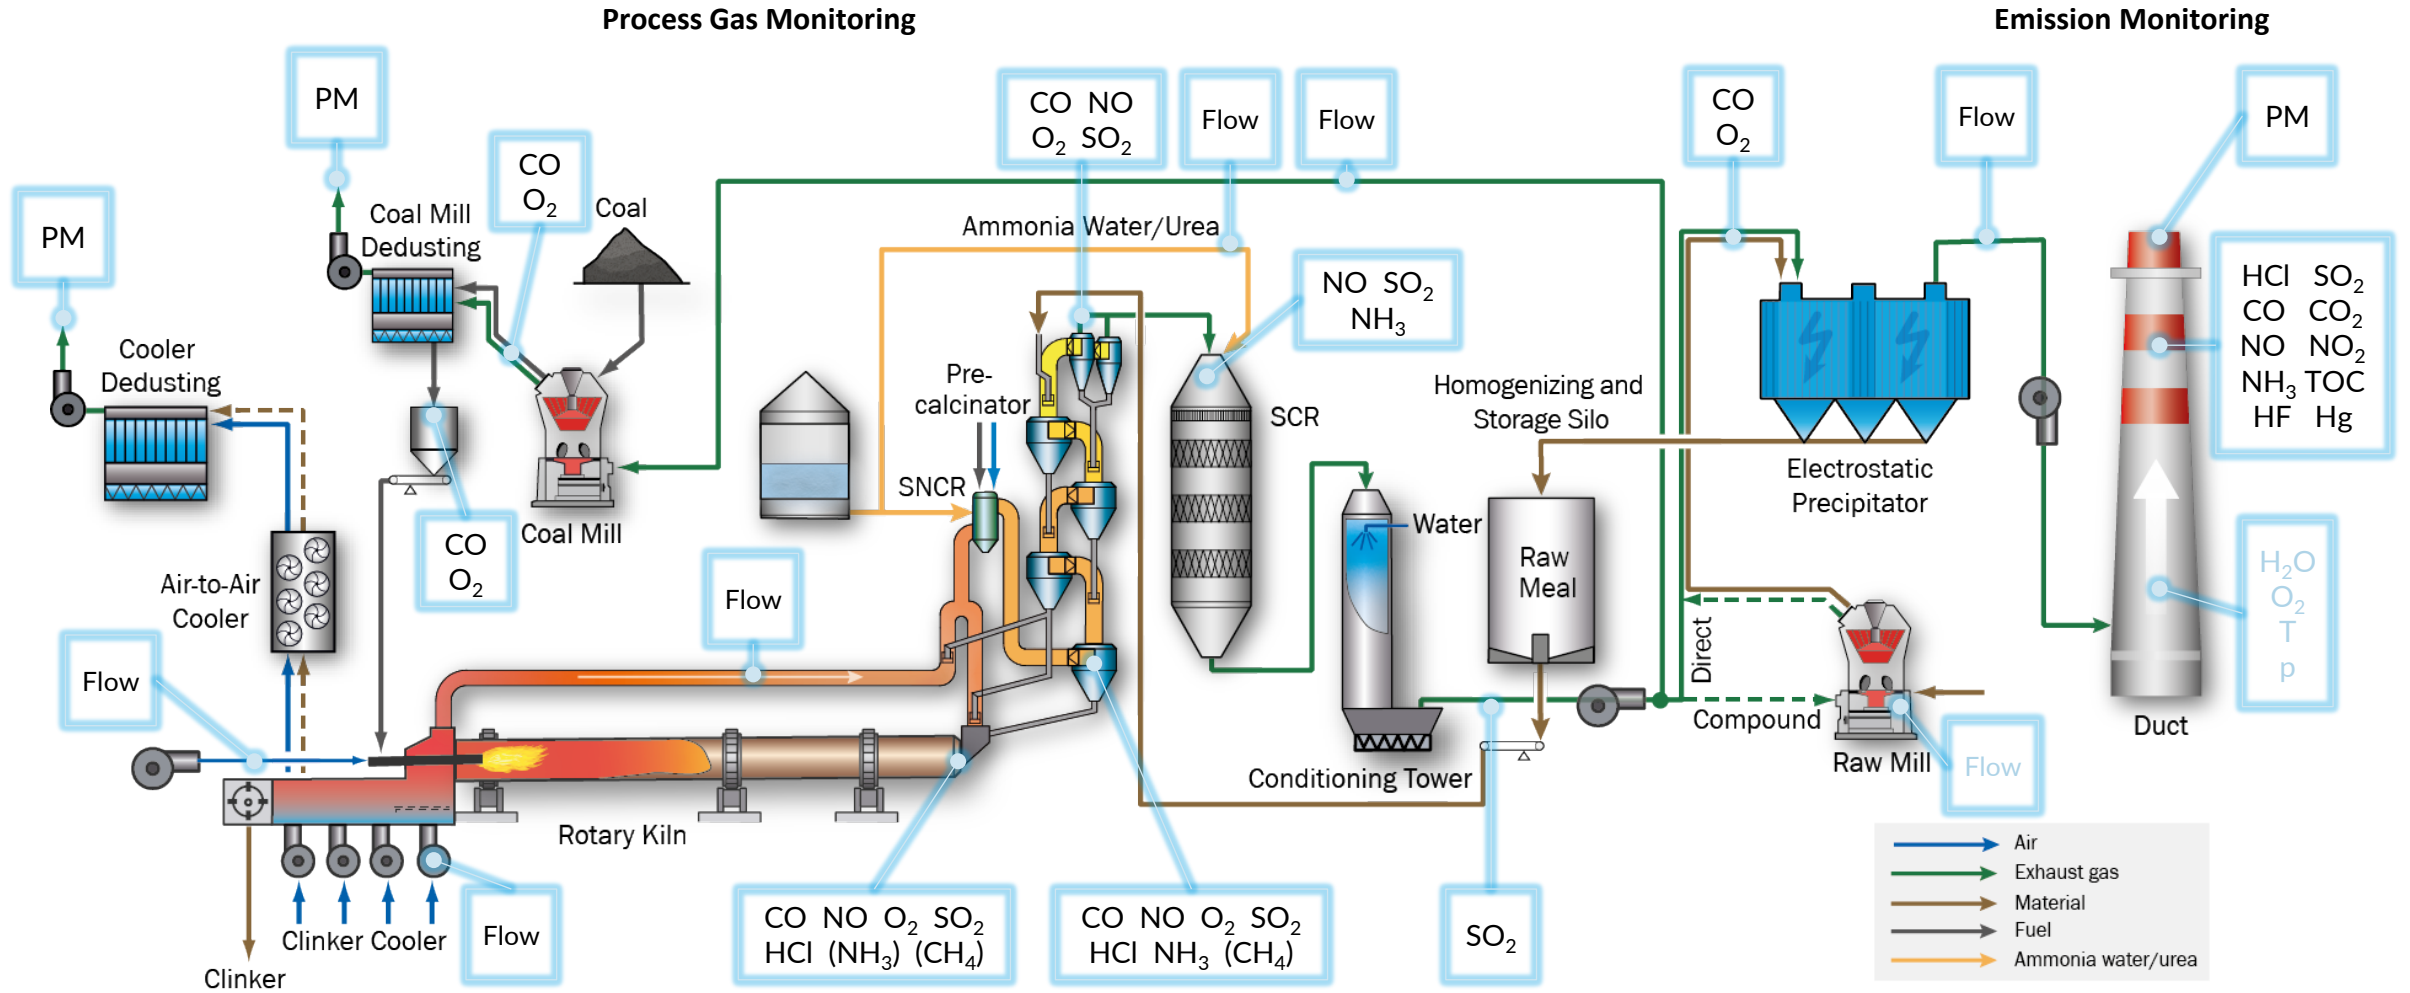 Process Gas Monitoring
Emission Monitoring
PM
CO NO
O₂ SO₂
Flow
Flow
CO
O₂
Flow
PM
CO
O₂
Coal
Coal Mill
Dedusting
PM
Ammonia Water/Urea
NO SO₂
NH₃
HCl SO₂
CO CO₂
NO NO₂
NH₃ TOC
HF Hg
Cooler
Dedusting
Pre-
calcinator
SCR
Homogenizing and
Storage Silo
Electrostatic
Precipitator
SNCR
Coal Mill
Water
CO
O₂
Raw
Meal
H₂O
O₂
T
p
Air-to-Air
Cooler
Flow
Flow
Direct
Compound
Duct
Raw Mill
Flow
Conditioning Tower
Rotary Kiln
Clinker Cooler
Flow
Clinker
CO NO O₂ SO₂
HCl (NH₃) (CH₄)
CO NO O₂ SO₂
HCl NH₃ (CH₄)
SO₂
Air
Exhaust gas
Material
Fuel
Ammonia water/urea